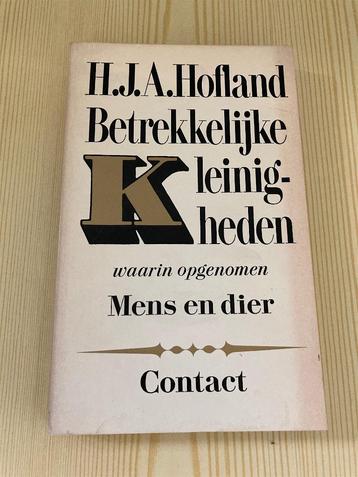 H.J.A.Hofland
Betrekkelijke
Kleinig-
heden
waarin opgenomen
Mens en dier
Contact